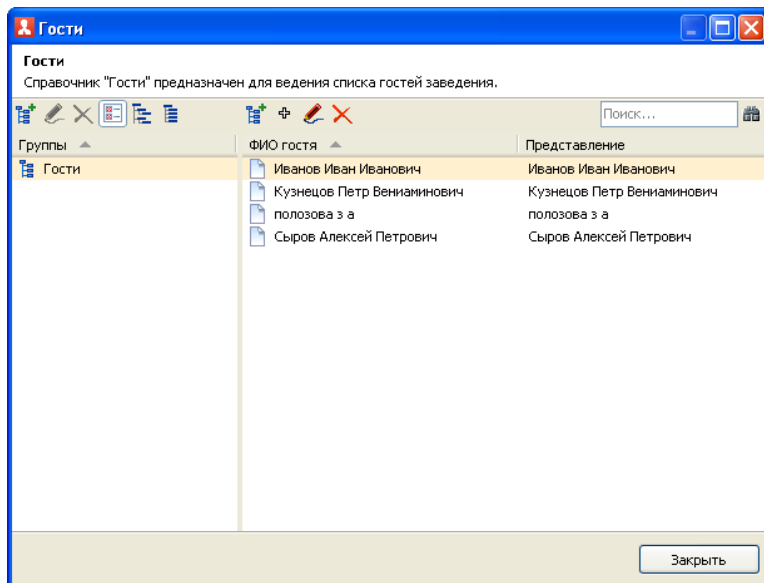 Гости
Гости
Справочник "Гости" предназначен для ведения списка гостей заведения.
Поиск...
Группы ФИО гостя Представление
Гости Иванов Иван Иванович Иванов Иван Иванович
Кузнецов Петр Вениаминович Кузнецов Петр Вениаминович
полозова з а полозова з а
Сыров Алексей Петрович Сыров Алексей Петрович
Закрыть